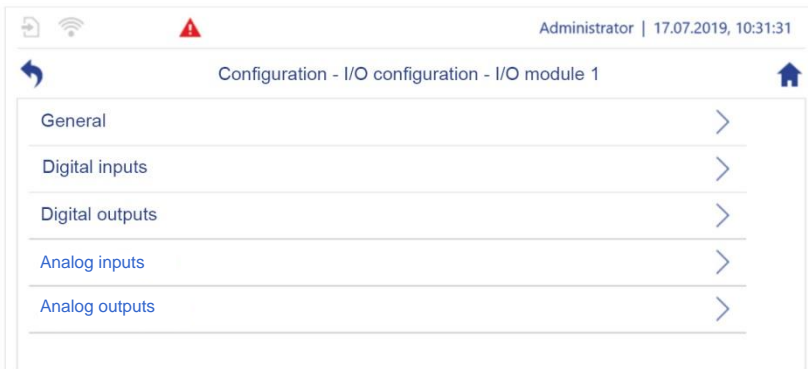 Administrator | 17.07.2019, 10:31:31
Configuration - I/O configuration - I/O module 1
General
Digital inputs
Digital outputs
Analog inputs
Analog outputs